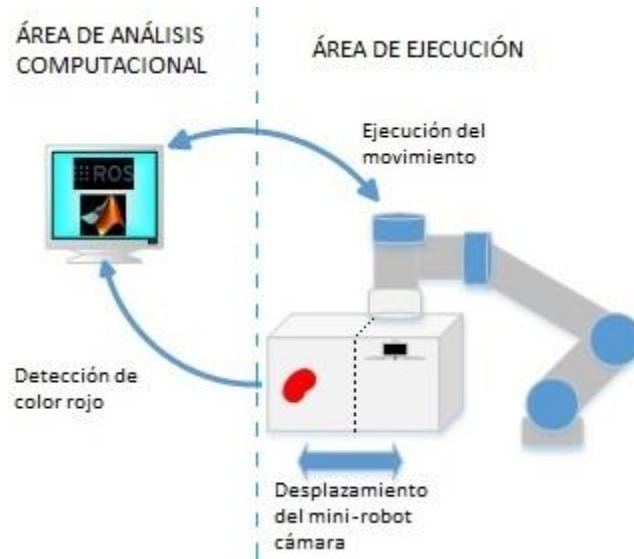 ÁREA DE ANÁLISIS
COMPUTACIONAL
ÁREA DE EJECUCIÓN
Ejecución del
movimiento
ROS
Detección de
color rojo
Desplazamiento
del mini-robot
cámara